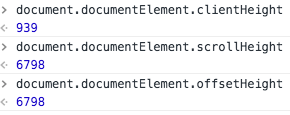 > document.documentElement.clientHeight
< 939
> document.documentElement.scrollHeight
< 6798
> document.documentElement.offsetHeight
< 6798